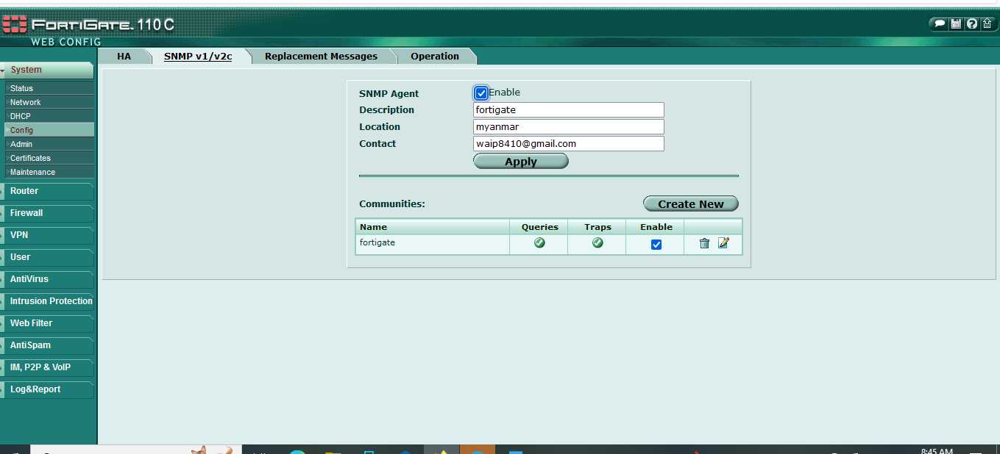 FORTIGATE 110C
WEB CONFIG
HA SNMP v1/v2c Replacement Messages Operation
System
Status
Network
DHCP
Config
Admin
Certificates
Maintenance
Router
Firewall
VPN
User
AntiVirus
Intrusion Protection
Web Filter
AntiSpam
IM, P2P & VoIP
Log&Report
SNMP Agent Enable
Description fortigate
Location myanmar
Contact waip8410@gmail.com
Apply
Communities: Create New
Name Queries Traps Enable
fortigate
8:45 AM